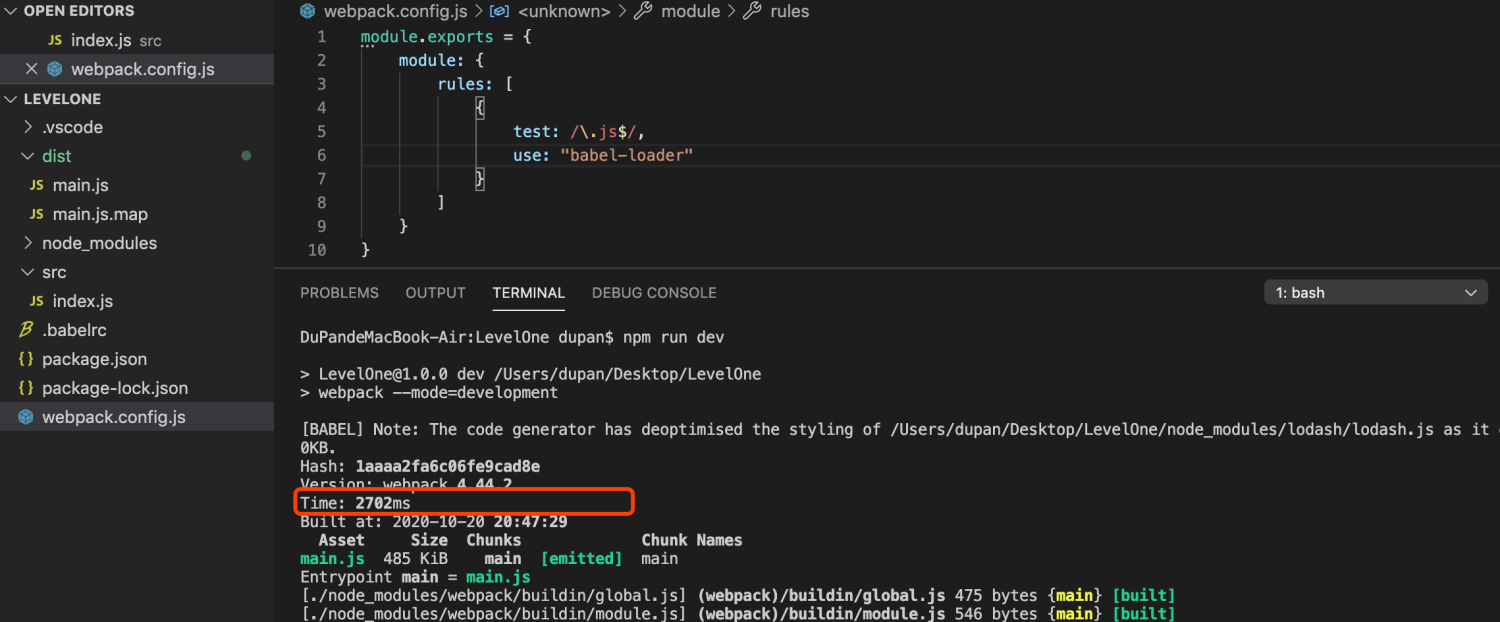 OPEN EDITORS
JS index.js src
webpack.config.js
LEVELONE
.vscode
dist
JS main.js
JS main.js.map
node_modules
src
JS index.js
.babelrc
{} package.json
{} package-lock.json
webpack.config.js
webpack.config.js > <unknown> > module > rules
1 module.exports = {
2 module: {
3 rules: [
4 {
5 test: /\.js$/,
6 use: "babel-loader"
7 }
8 ]
9 }
10 }
PROBLEMS OUTPUT TERMINAL DEBUG CONSOLE 1: bash
DuPandeMacBook-Air:LevelOne dupan$ npm run dev
> LevelOne@1.0.0 dev /Users/dupan/Desktop/LevelOne
> webpack --mode=development
[BABEL] Note: The code generator has deoptimised the styling of /Users/dupan/Desktop/LevelOne/node_modules/lodash/lodash.js as it
0KB.
Hash: 1aaaa2fa6c06fe9cad8e
Version: webpack 4.44.2
Time: 2702ms
Built at: 2020-10-20 20:47:29
Asset Size Chunks Chunk Names
main.js 485 KiB main [emitted] main
Entrypoint main = main.js
[./node_modules/webpack/buildin/global.js] (webpack)/buildin/global.js 475 bytes {main} [built]
[./node_modules/webpack/buildin/module.js] (webpack)/buildin/module.js 546 bytes {main} [built]